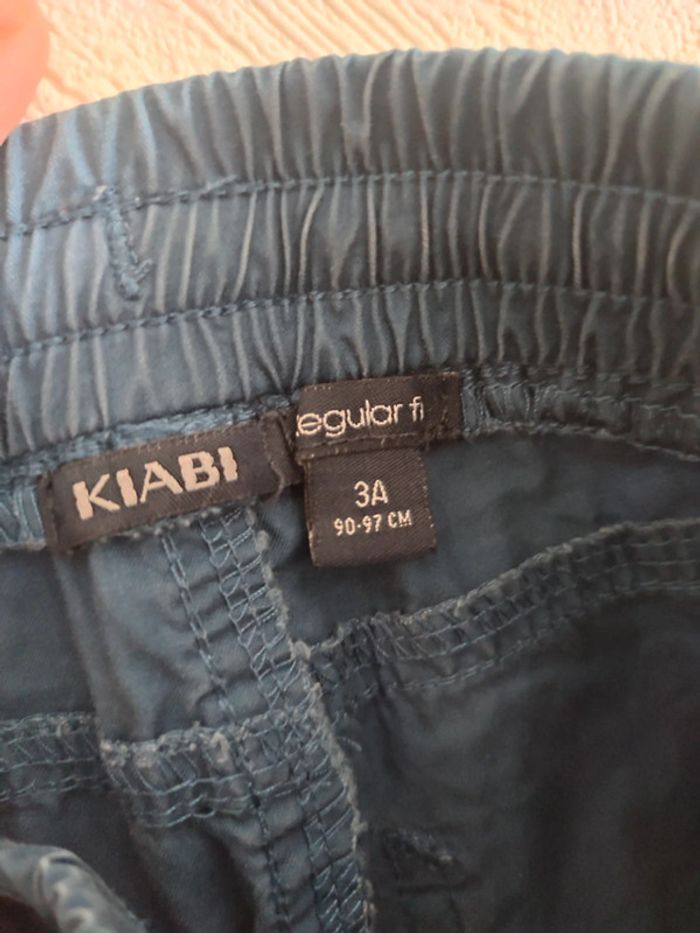 KIABI
egular fi
3A
90-97 CM